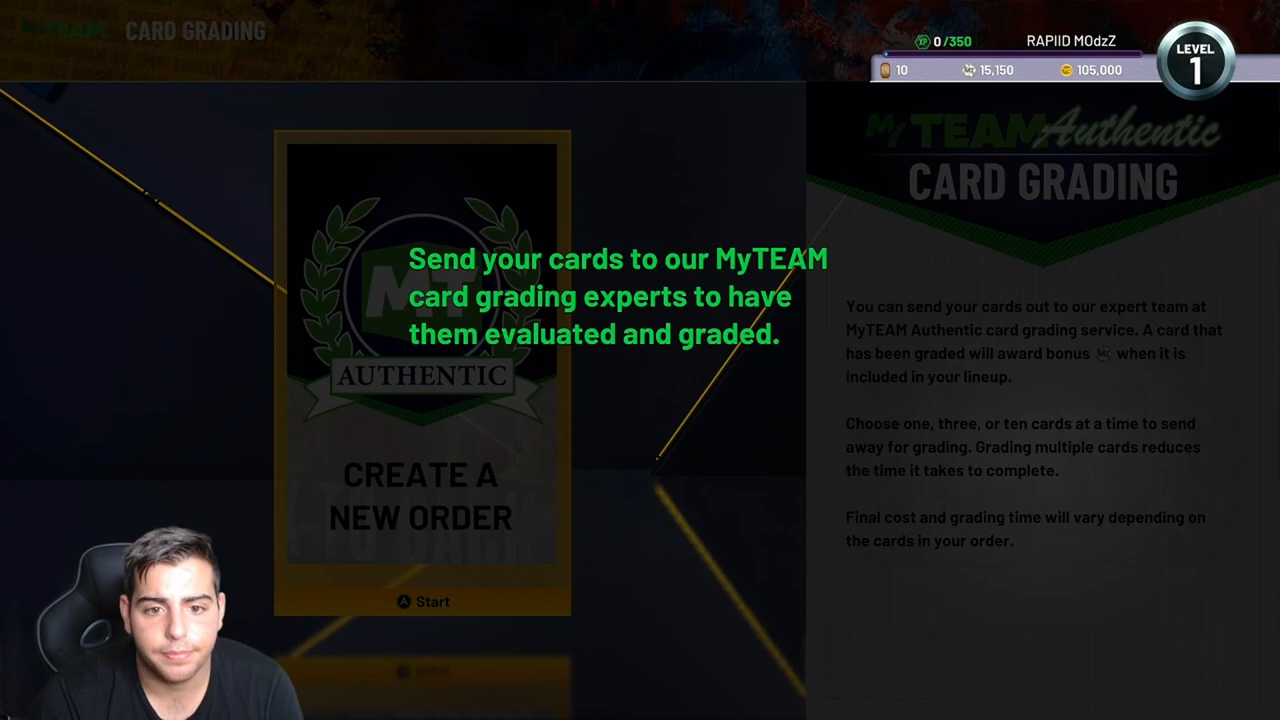 MyTEAM CARD GRADING
XP 0/350
RAPIID MOdzZ
LEVEL
1
10
15,150
105,000
MyTEAM Authentic
CARD GRADING
Send your cards to our MyTEAM
card grading experts to have
them evaluated and graded.
MT
AUTHENTIC
CREATE A
NEW ORDER
A Start
You can send your cards out to our expert team at
MyTEAM Authentic card grading service. A card that
has been graded will award bonus MT when it is
included in your lineup.
Choose one, three, or ten cards at a time to send
away for grading. Grading multiple cards reduces
the time it takes to complete.
Final cost and grading time will vary depending on
the cards in your order.